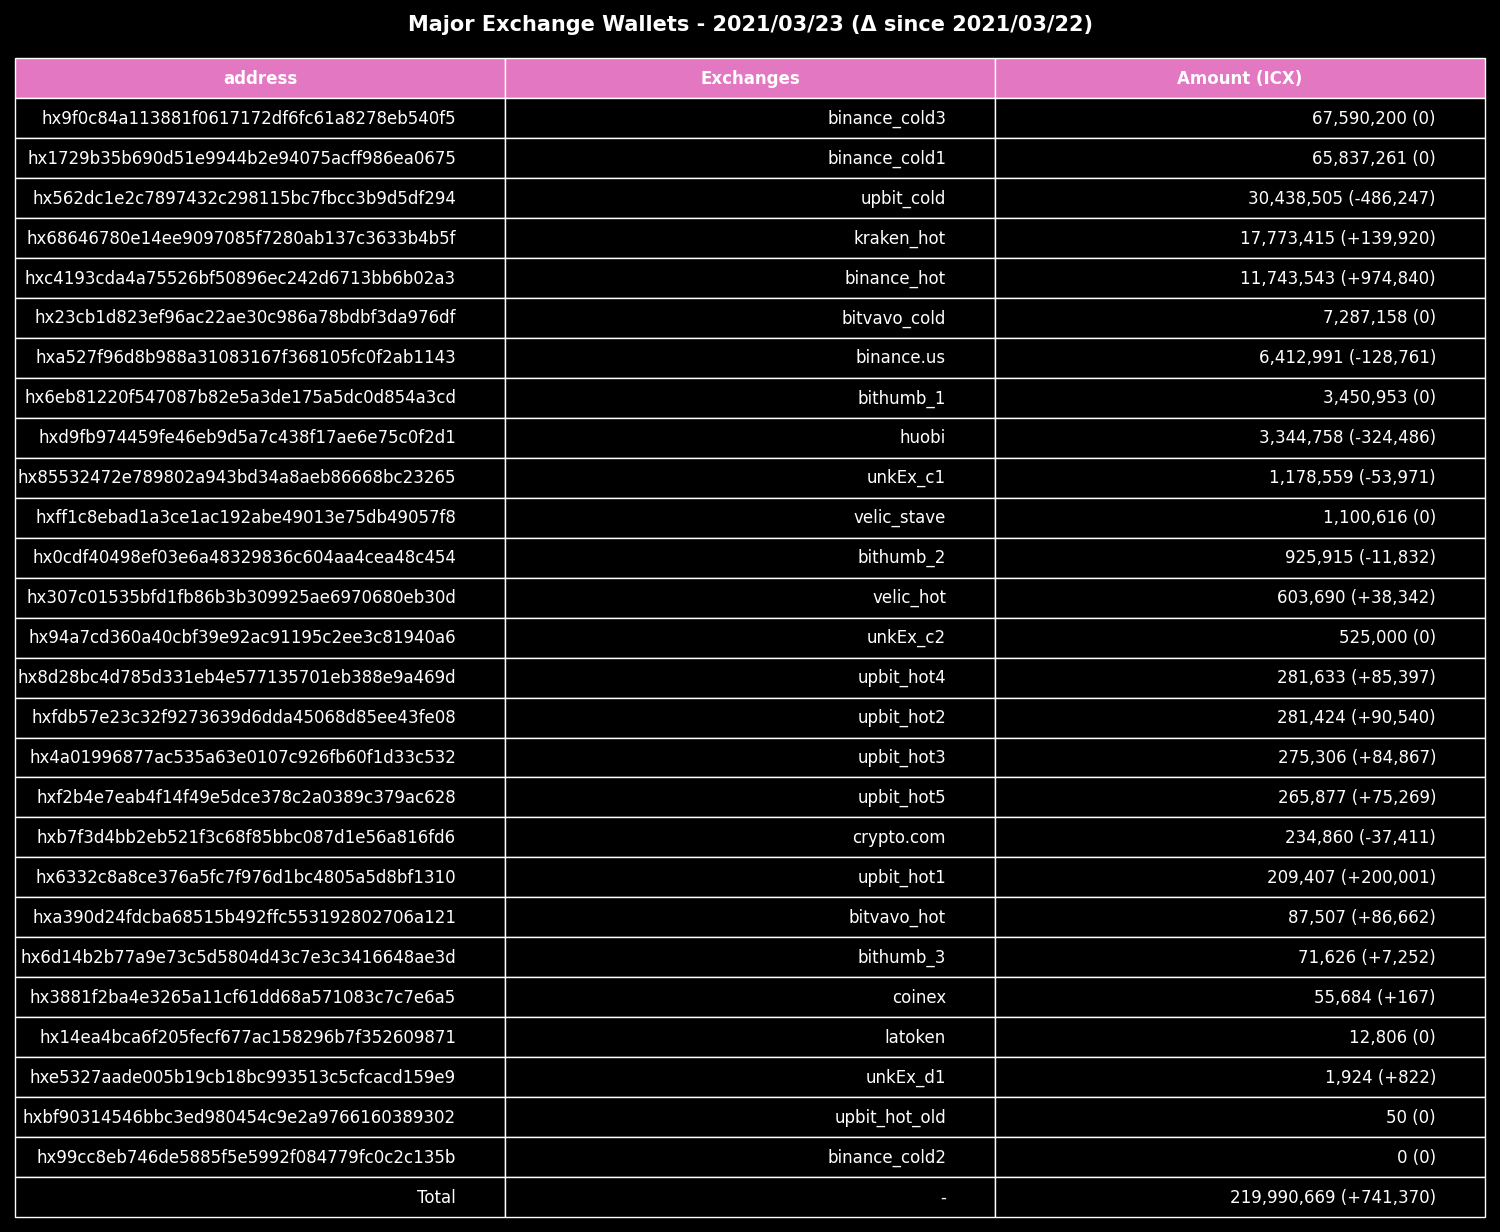 Major Exchange Wallets - 2021/03/23 (Δ since 2021/03/22)
address Exchanges Amount (ICX)
hx9f0c84a113881f0617172df6fc61a8278eb540f5 binance_cold3 67,590,200 (0)
hx1729b35b690d51e9944b2e94075acff986ea0675 binance_cold1 65,837,261 (0)
hx562dc1e2c7897432c298115bc7fbcc3b9d5df294 upbit_cold 30,438,505 (-486,247)
hx68646780e14ee9097085f7280ab137c3633b4b5f kraken_hot 17,773,415 (+139,920)
hxc4193cda4a75526bf50896ec242d6713bb6b02a3 binance_hot 11,743,543 (+974,840)
hx23cb1d823ef96ac22ae30c986a78bdbf3da976df bitvavo_cold 7,287,158 (0)
hxa527f96d8b988a31083167f368105fc0f2ab1143 binance.us 6,412,991 (-128,761)
hx6eb81220f547087b82e5a3de175a5dc0d854a3cd bithumb_1 3,450,953 (0)
hxd9fb974459fe46eb9d5a7c438f17ae6e75c0f2d1 huobi 3,344,758 (-324,486)
hx85532472e789802a943bd34a8aeb86668bc23265 unkEx_c1 1,178,559 (-53,971)
hxff1c8ebad1a3ce1ac192abe49013e75db49057f8 velic_stave 1,100,616 (0)
hx0cdf40498ef03e6a48329836c604aa4cea48c454 bithumb_2 925,915 (-11,832)
hx307c01535bfd1fb86b3b309925ae6970680eb30d velic_hot 603,690 (+38,342)
hx94a7cd360a40cbf39e92ac91195c2ee3c81940a6 unkEx_c2 525,000 (0)
hx8d28bc4d785d331eb4e577135701eb388e9a469d upbit_hot4 281,633 (+85,397)
hxfdb57e23c32f9273639d6dda45068d85ee43fe08 upbit_hot2 281,424 (+90,540)
hx4a01996877ac535a63e0107c926fb60f1d33c532 upbit_hot3 275,306 (+84,867)
hxf2b4e7eab4f14f49e5dce378c2a0389c379ac628 upbit_hot5 265,877 (+75,269)
hxb7f3d4bb2eb521f3c68f85bbc087d1e56a816fd6 crypto.com 234,860 (-37,411)
hx6332c8a8ce376a5fc7f976d1bc4805a5d8bf1310 upbit_hot1 209,407 (+200,001)
hxa390d24fdcba68515b492ffc553192802706a121 bitvavo_hot 87,507 (+86,662)
hx6d14b2b77a9e73c5d5804d43c7e3c3416648ae3d bithumb_3 71,626 (+7,252)
hx3881f2ba4e3265a11cf61dd68a571083c7c7e6a5 coinex 55,684 (+167)
hx14ea4bca6f205fecf677ac158296b7f352609871 latoken 12,806 (0)
hxe5327aade005b19cb18bc993513c5cfcacd159e9 unkEx_d1 1,924 (+822)
hxbf90314546bbc3ed980454c9e2a9766160389302 upbit_hot_old 50 (0)
hx99cc8eb746de5885f5e5992f084779fc0c2c135b binance_cold2 0 (0)
Total - 219,990,669 (+741,370)